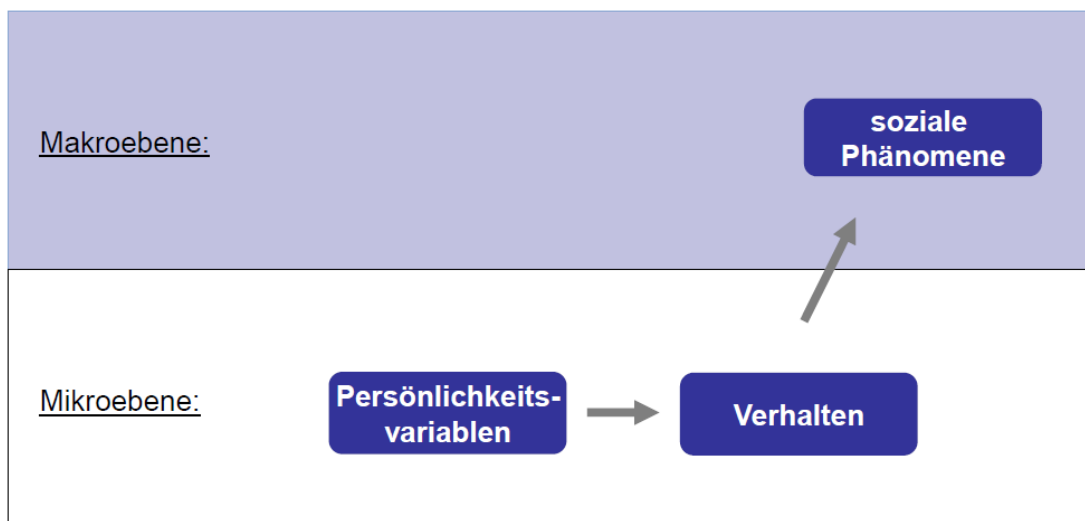 Makroebene:
soziale
Phänomene
Mikroebene:
Persönlichkeits-
variablen
Verhalten